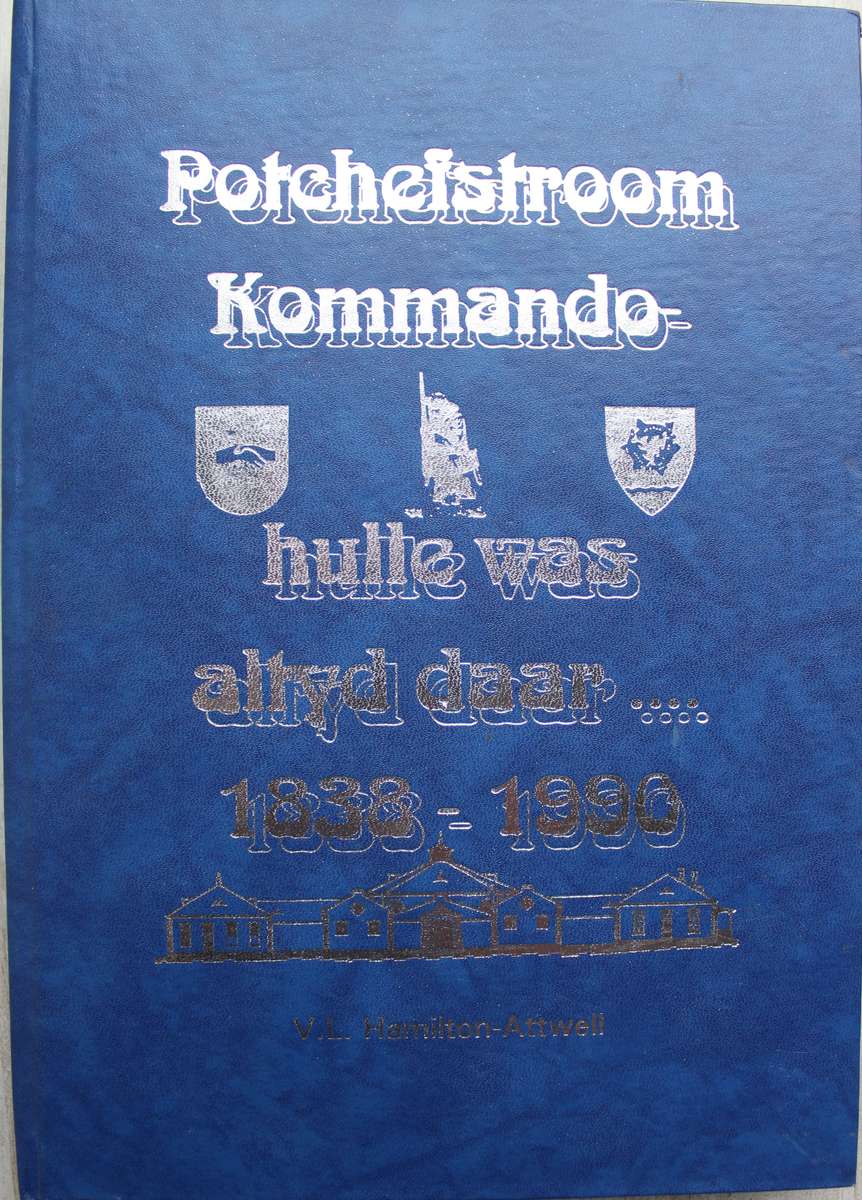 Potchefstroom
Kommando-
hulle was
altyd daar ....
1838 - 1990
V.L. Hamilton-Attwell